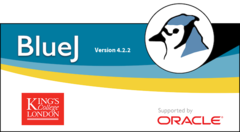 BlueJ Version 4.2.2
KING'S
College
LONDON
Supported by
ORACLE